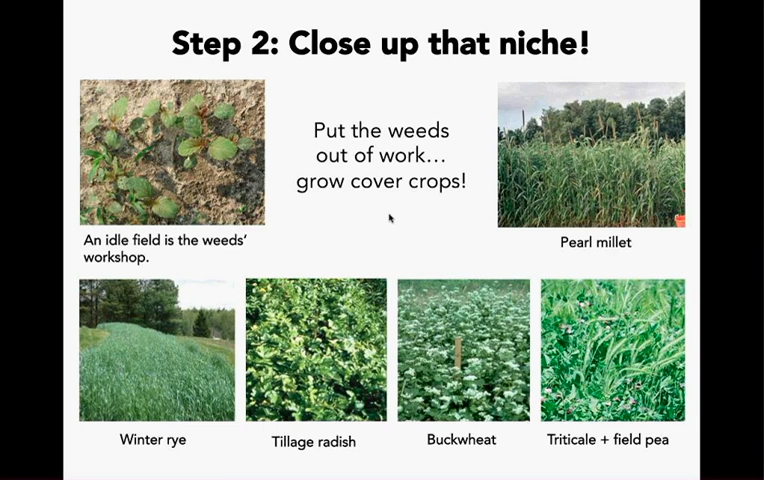 Step 2: Close up that niche!
Put the weeds
out of work...
grow cover crops!
An idle field is the weeds'
workshop.
Pearl millet
Winter rye
Tillage radish
Buckwheat
Triticale + field pea